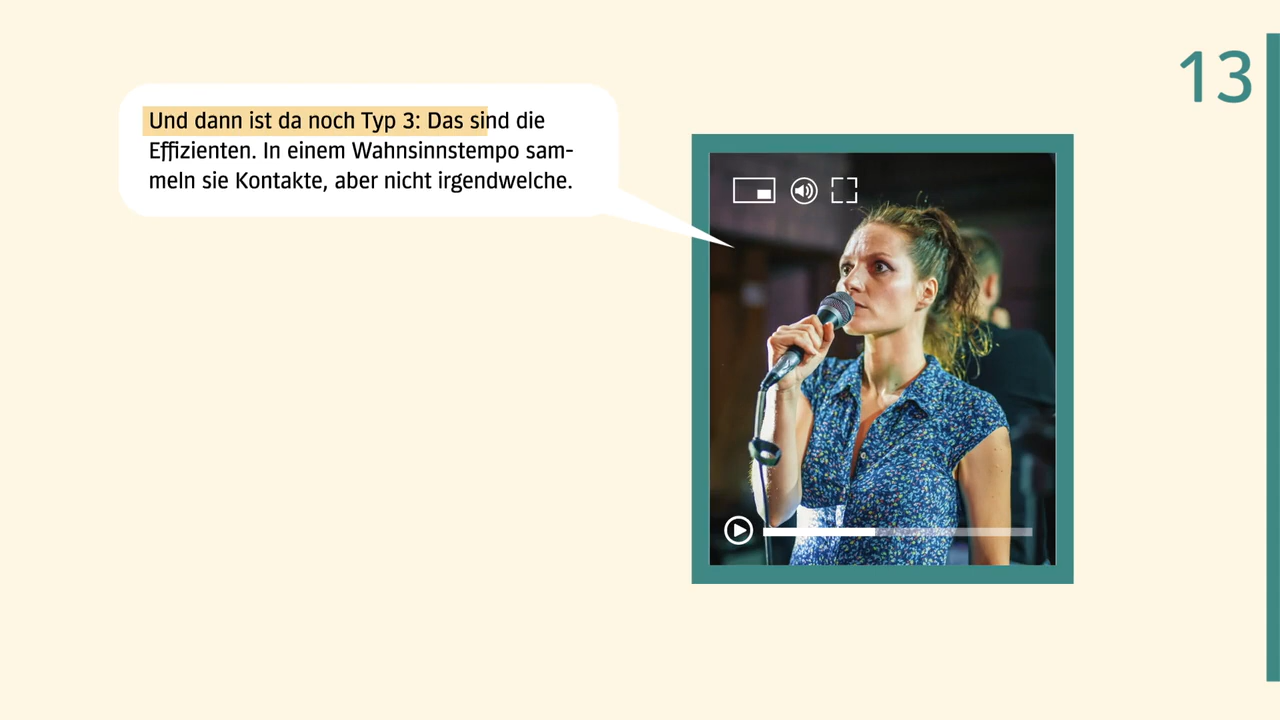 13
Und dann ist da noch Typ 3: Das sind die
Effizienten. In einem Wahnsinnstempo sam-
meln sie Kontakte, aber nicht irgendwelche.